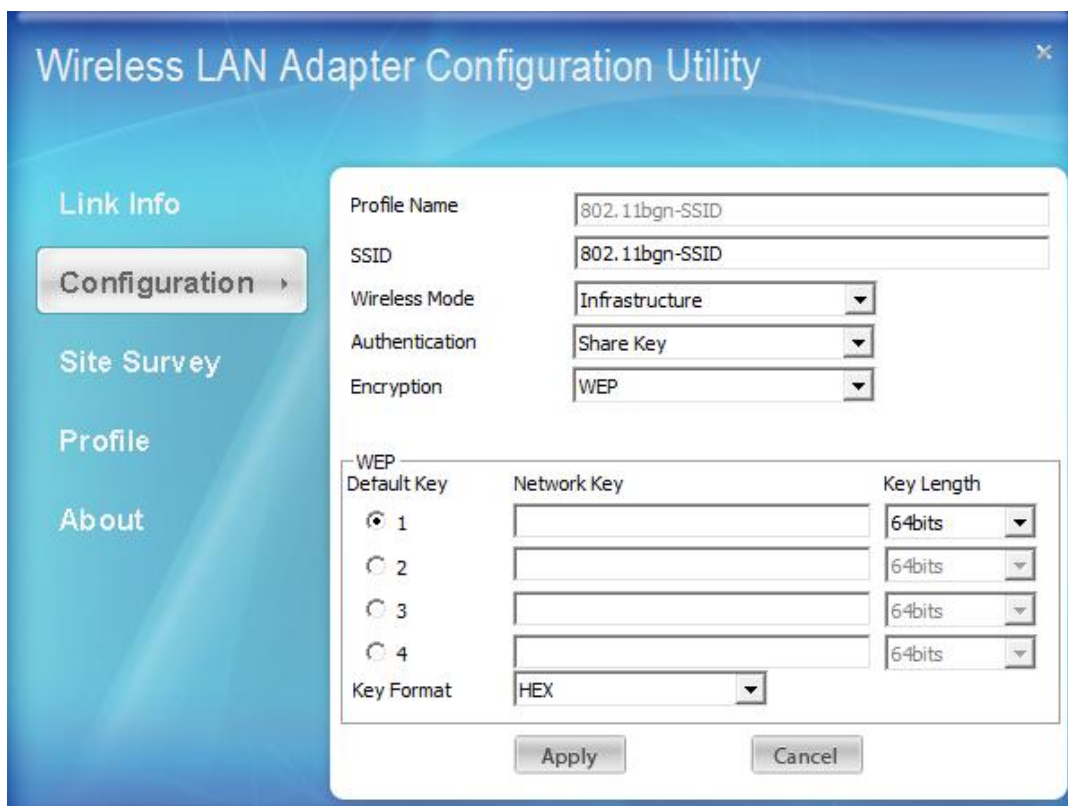 Wireless LAN Adapter Configuration Utility
Link Info
Configuration
Site Survey
Profile
About
Profile Name 802.11bgn-SSID
SSID 802.11bgn-SSID
Wireless Mode Infrastructure
Authentication Share Key
Encryption WEP
WEP
Default Key Network Key Key Length
1 64bits
2 64bits
3 64bits
4 64bits
Key Format HEX
Apply Cancel